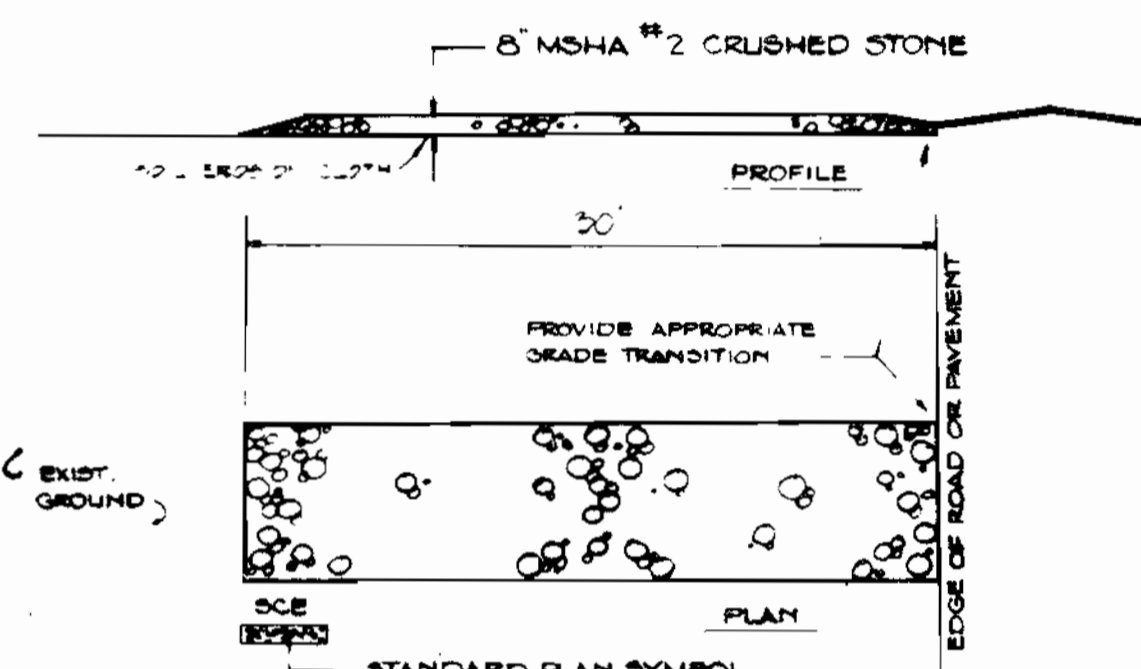 8" MSHA #2 CRUSHED STONE
CLOTH
PROFILE
30'
PROVIDE APPROPRIATE
GRADE TRANSITION
EDGE OF ROAD OR PAVEMENT
EXIST.
GROUND
SCE
PLAN
STANDARD PLAN SYMBOL